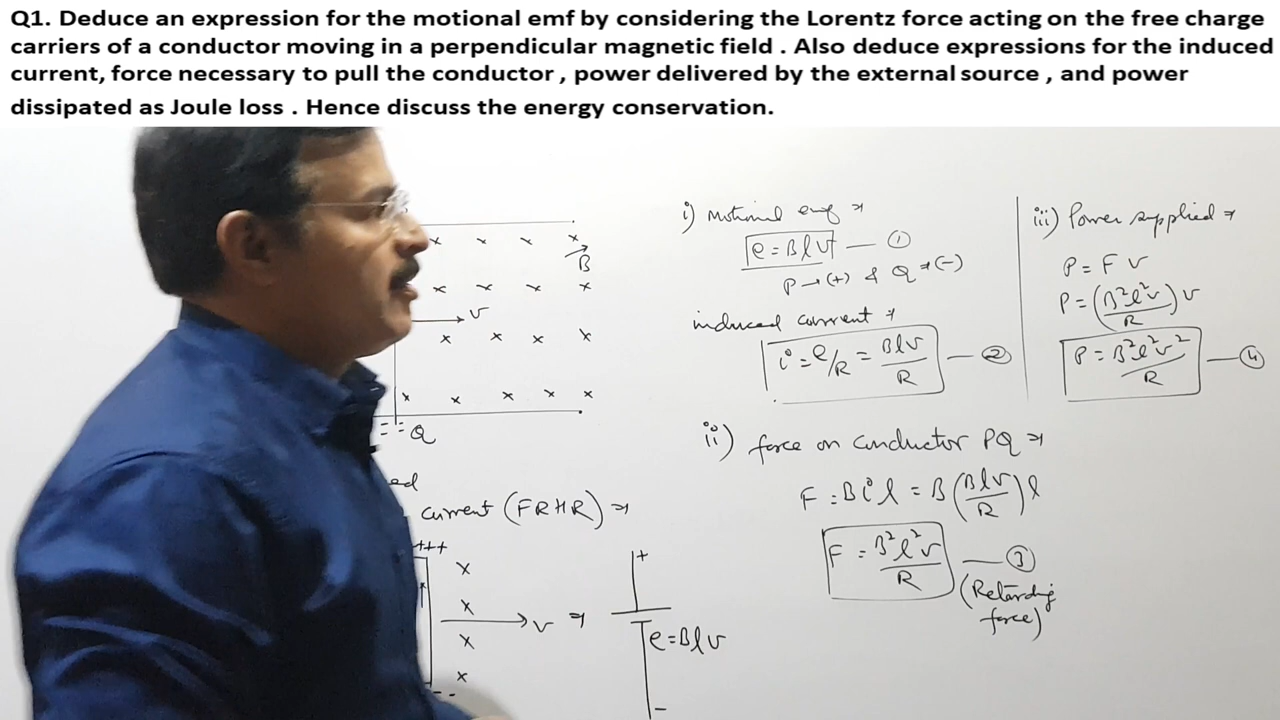 Q1. Deduce an expression for the motional emf by considering the Lorentz force acting on the free charge
carriers of a conductor moving in a perpendicular magnetic field . Also deduce expressions for the induced
current, force necessary to pull the conductor , power delivered by the external source , and power
dissipated as Joule loss . Hence discuss the energy conservation.
B
v
Q
ed
current (FRHR) ⇒
+++
v ⇒
+
e=Blv
-
i) Motional emf ⇒
e = Blv — ①
P → (+) & Q → (-)
induced current ⇒
i = e/R = Blv/R — ②
ii) force on conductor PQ ⇒
F = Bil = B(Blv/R)l
F = B²l²v/R — ③
(Retarding
force)
iii) Power supplied ⇒
P = Fv
P = (B²l²v/R)v
P = B²l²v²/R — ④